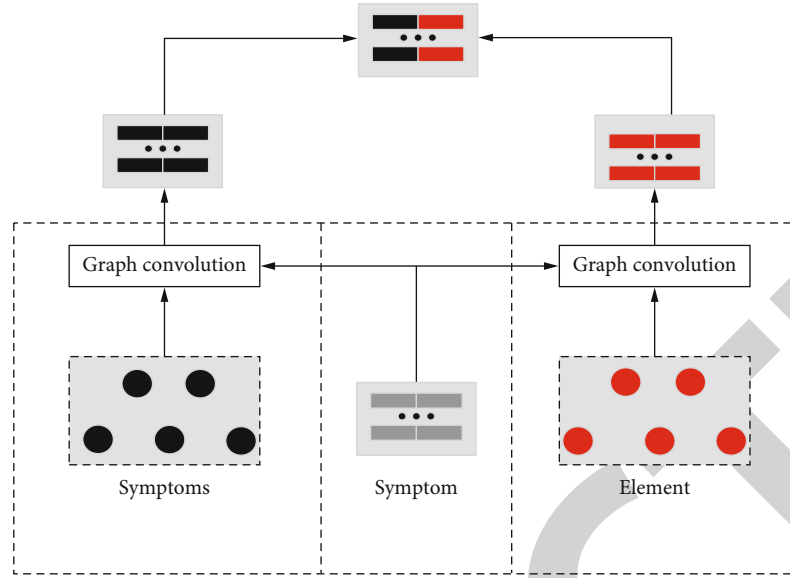 Graph convolution
Graph convolution
Symptoms
Symptom
Element